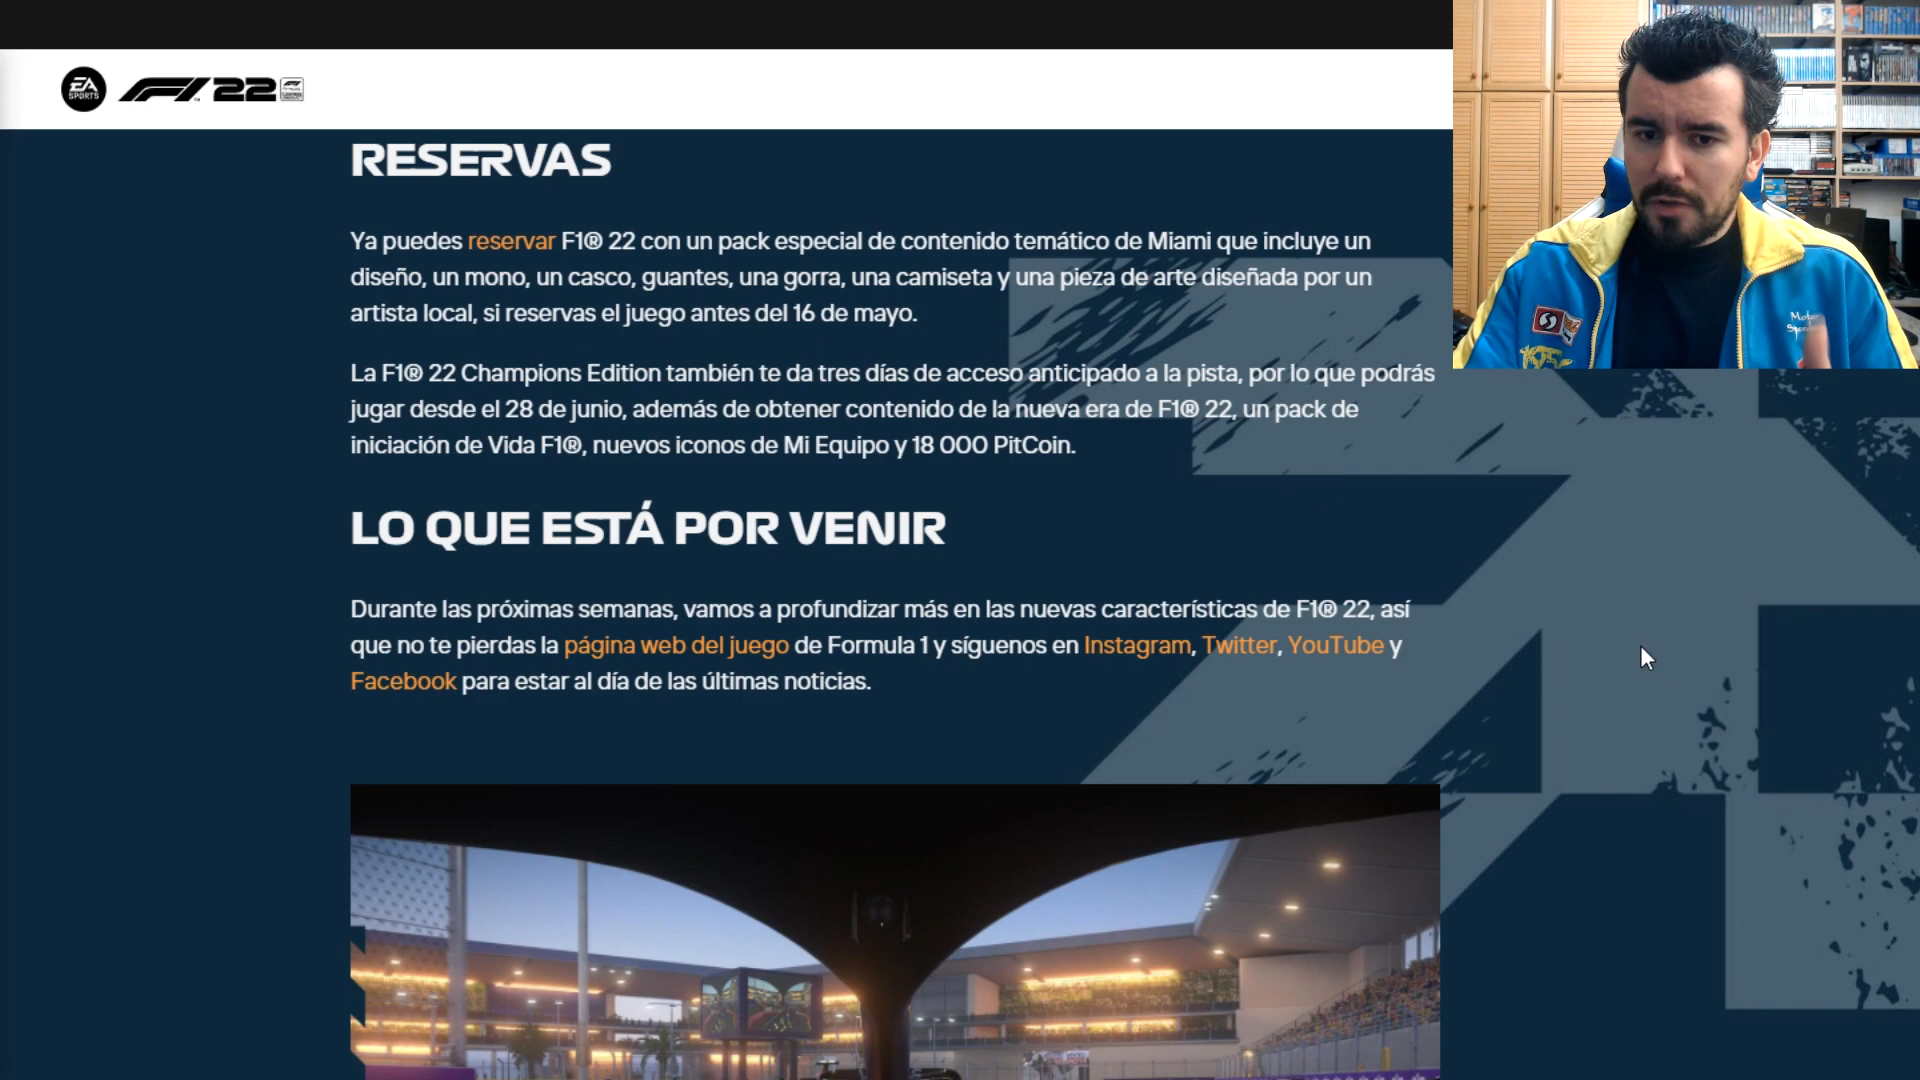 EA
SPORTS
F1 22
RESERVAS
Ya puedes reservar F1® 22 con un pack especial de contenido temático de Miami que incluye un
diseño, un mono, un casco, guantes, una gorra, una camiseta y una pieza de arte diseñada por un
artista local, si reservas el juego antes del 16 de mayo.
La F1® 22 Champions Edition también te da tres días de acceso anticipado a la pista, por lo que podrás
jugar desde el 28 de junio, además de obtener contenido de la nueva era de F1® 22, un pack de
iniciación de Vida F1®, nuevos iconos de Mi Equipo y 18 000 PitCoin.
LO QUE ESTÁ POR VENIR
Durante las próximas semanas, vamos a profundizar más en las nuevas características de F1® 22, así
que no te pierdas la página web del juego de Formula 1 y síguenos en Instagram, Twitter, YouTube y
Facebook para estar al día de las últimas noticias.